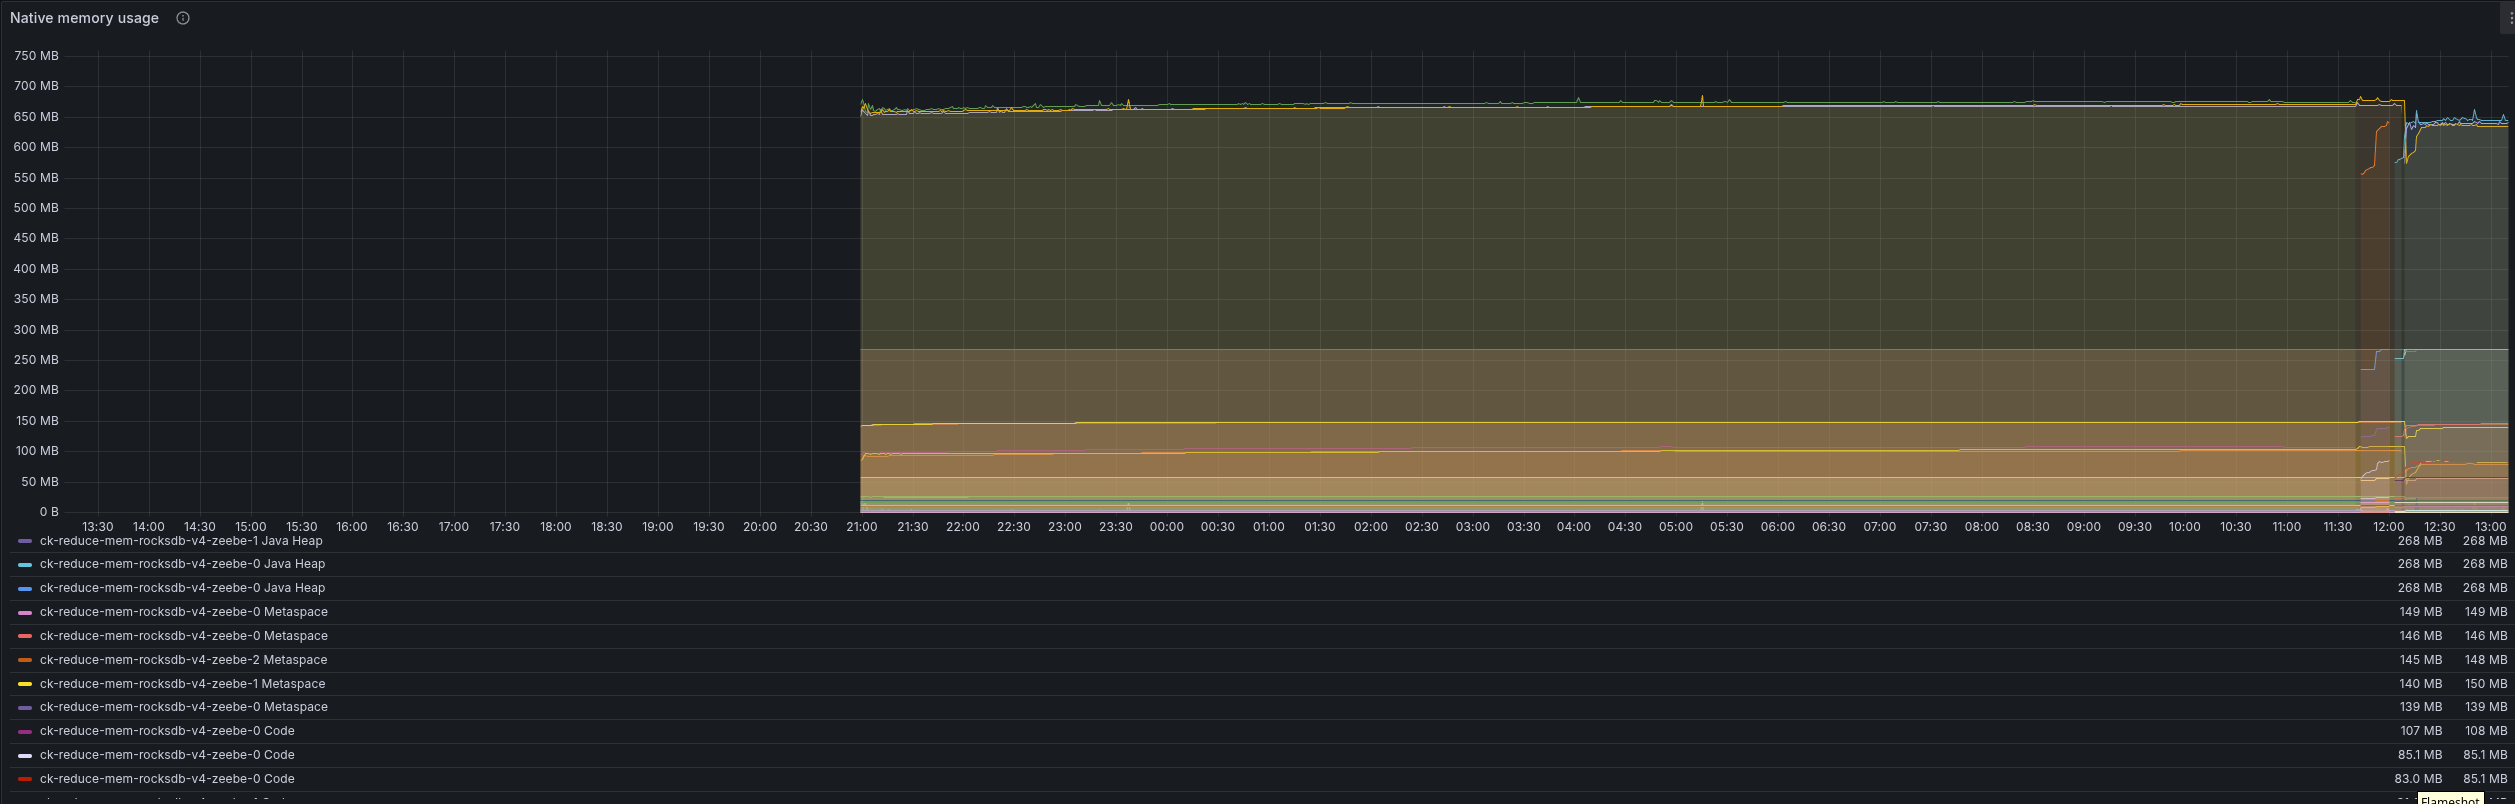 Native memory usage
750 MB
700 MB
650 MB
600 MB
550 MB
500 MB
450 MB
400 MB
350 MB
300 MB
250 MB
200 MB
150 MB
100 MB
50 MB
0 B
13:30 14:00 14:30 15:00 15:30 16:00 16:30 17:00 17:30 18:00 18:30 19:00 19:30 20:00 20:30 21:00 21:30 22:00 22:30 23:00 23:30 00:00 00:30 01:00 01:30 02:00 02:30 03:00 03:30 04:00 04:30 05:00 05:30 06:00 06:30 07:00 07:30 08:00 08:30 09:00 09:30 10:00 10:30 11:00 11:30 12:00 12:30 13:00
ck-reduce-mem-rocksdb-v4-zeebe-1 Java Heap 268 MB 268 MB
ck-reduce-mem-rocksdb-v4-zeebe-0 Java Heap 268 MB 268 MB
ck-reduce-mem-rocksdb-v4-zeebe-0 Java Heap 268 MB 268 MB
ck-reduce-mem-rocksdb-v4-zeebe-0 Metaspace 149 MB 149 MB
ck-reduce-mem-rocksdb-v4-zeebe-0 Metaspace 146 MB 146 MB
ck-reduce-mem-rocksdb-v4-zeebe-2 Metaspace 145 MB 148 MB
ck-reduce-mem-rocksdb-v4-zeebe-1 Metaspace 140 MB 150 MB
ck-reduce-mem-rocksdb-v4-zeebe-0 Metaspace 139 MB 139 MB
ck-reduce-mem-rocksdb-v4-zeebe-0 Code 107 MB 108 MB
ck-reduce-mem-rocksdb-v4-zeebe-0 Code 85.1 MB 85.1 MB
ck-reduce-mem-rocksdb-v4-zeebe-0 Code 83.0 MB 85.1 MB
Flameshot